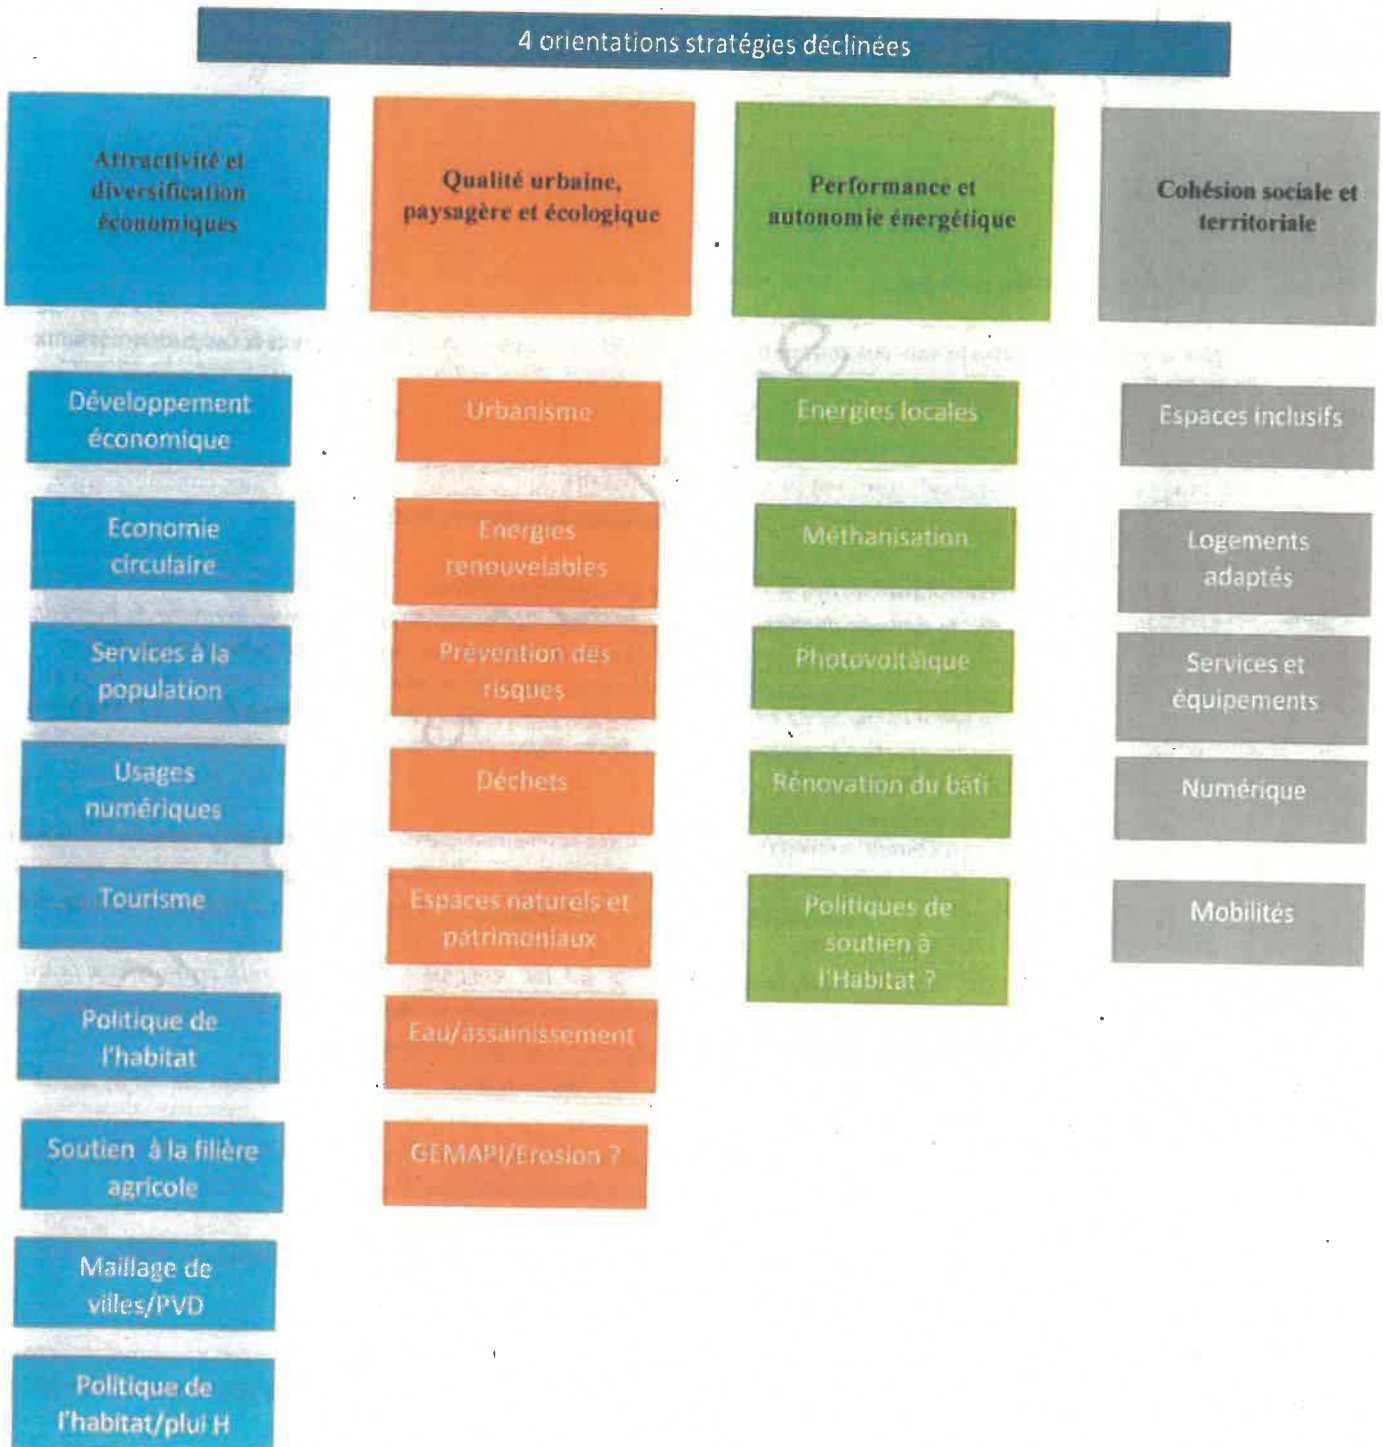 4 orientations stratégies déclinées
Attractivité et
diversification
économiques
Qualité urbaine,
paysagère et écologique
Performance et
autonomie énergétique
Cohésion sociale et
territoriale
Développement
économique
Economie
circulaire
Services à la
population
Usages
numériques
Tourisme
Politique de
l'habitat
Soutien à la filière
agricole
Maillage de
villes/PVD
Politique de
l'habitat/plui H
Urbanisme
Energies
renouvelables
Prévention des
risques
Déchets
Espaces naturels et
patrimoniaux
Eau/assainissement
GEMAPI/Erosion ?
Energies locales
Méthanisation
Photovoltaïque
Rénovation du bâti
Politiques de
soutien à
l'Habitat ?
Espaces inclusifs
Logements
adaptés
Services et
équipements
Numérique
Mobilités